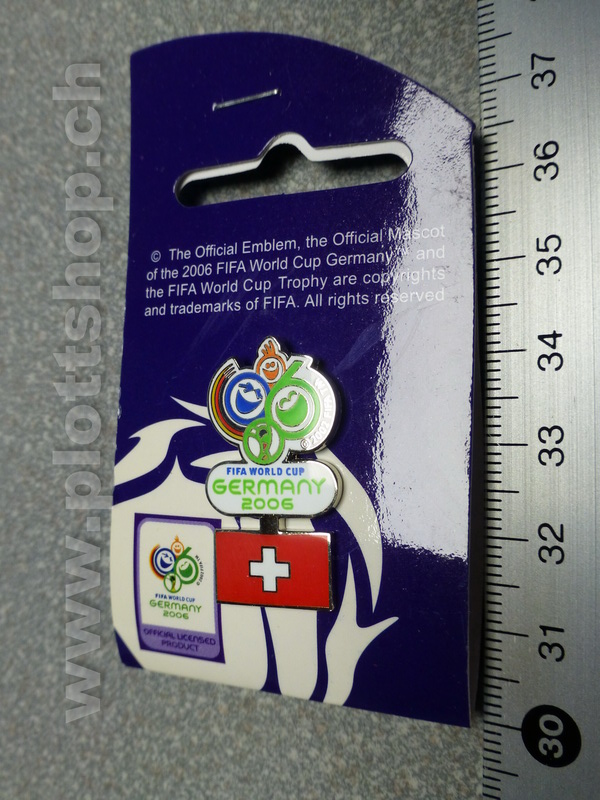 www.plottshop.ch
© The Official Emblem, the Official Mascot
of the 2006 FIFA World Cup Germany™ and
the FIFA World Cup Trophy are copyrights
and trademarks of FIFA. All rights reserved
FIFA WORLD CUP
GERMANY
2006
FIFA WORLD CUP
GERMANY
2006
OFFICIAL LICENSED
PRODUCT
37
36
35
34
33
32
31
30